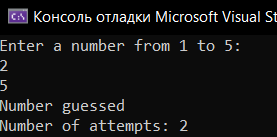 Консоль отладки Microsoft Visual St
Enter a number from 1 to 5:
2
5
Number guessed
Number of attempts: 2